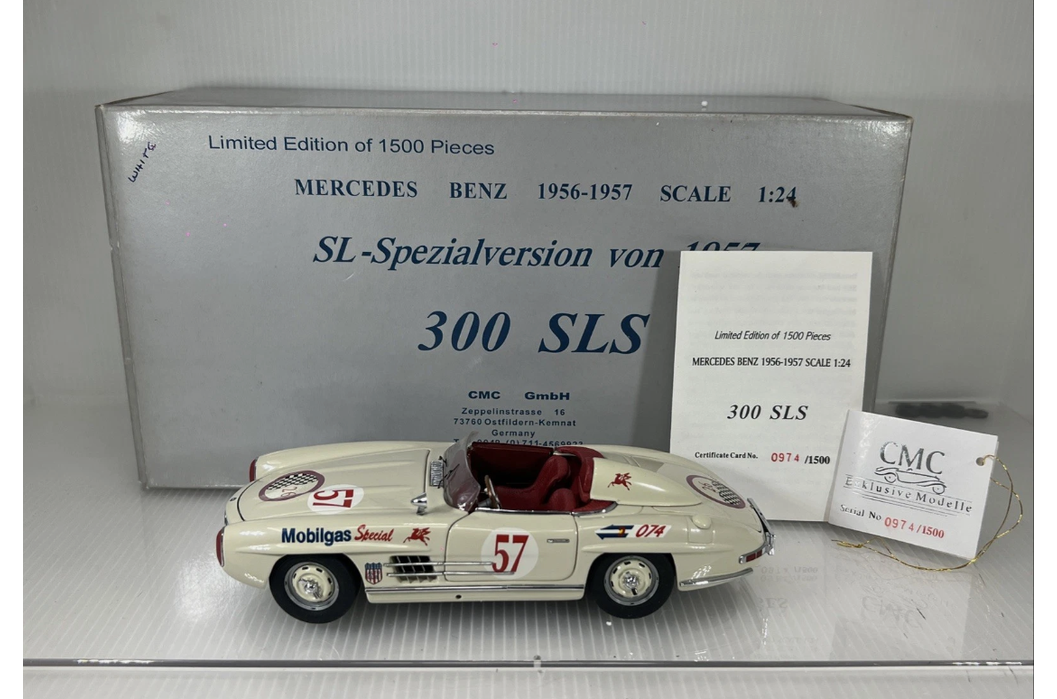 WHITE
Limited Edition of 1500 Pieces
MERCEDES BENZ 1956-1957 SCALE 1:24
SL-Spezialversion von 1957
300 SLS
CMC GmbH
Zeppelinstrasse 16
73760 Ostfildern-Kemnat
Germany
Limited Edition of 1500 Pieces
MERCEDES BENZ 1956-1957 SCALE 1:24
300 SLS
Certificate Card No. 0974 /1500
CMC
Exklusive Modelle
Serial No 0974/1500
57
Mobilgas Special
57
074